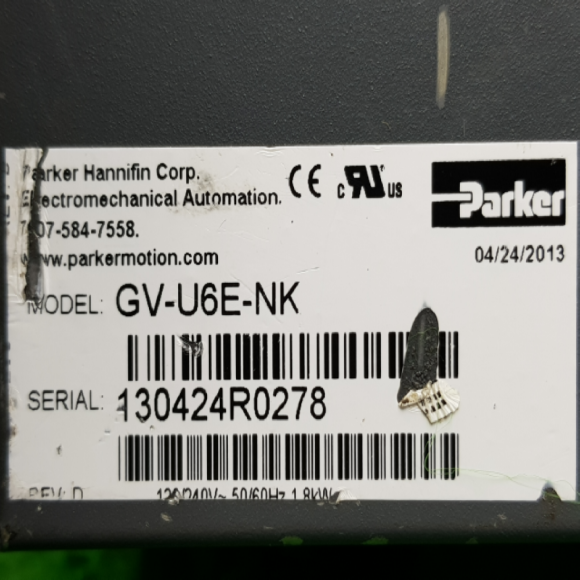 Parker Hannifin Corp.
Electromechanical Automation.
707-584-7558.
www.parkermotion.com
CE c RU us
Parker
04/24/2013
MODEL: GV-U6E-NK
SERIAL: 130424R0278
REV: D 120/240V~ 50/60Hz 1.8kW